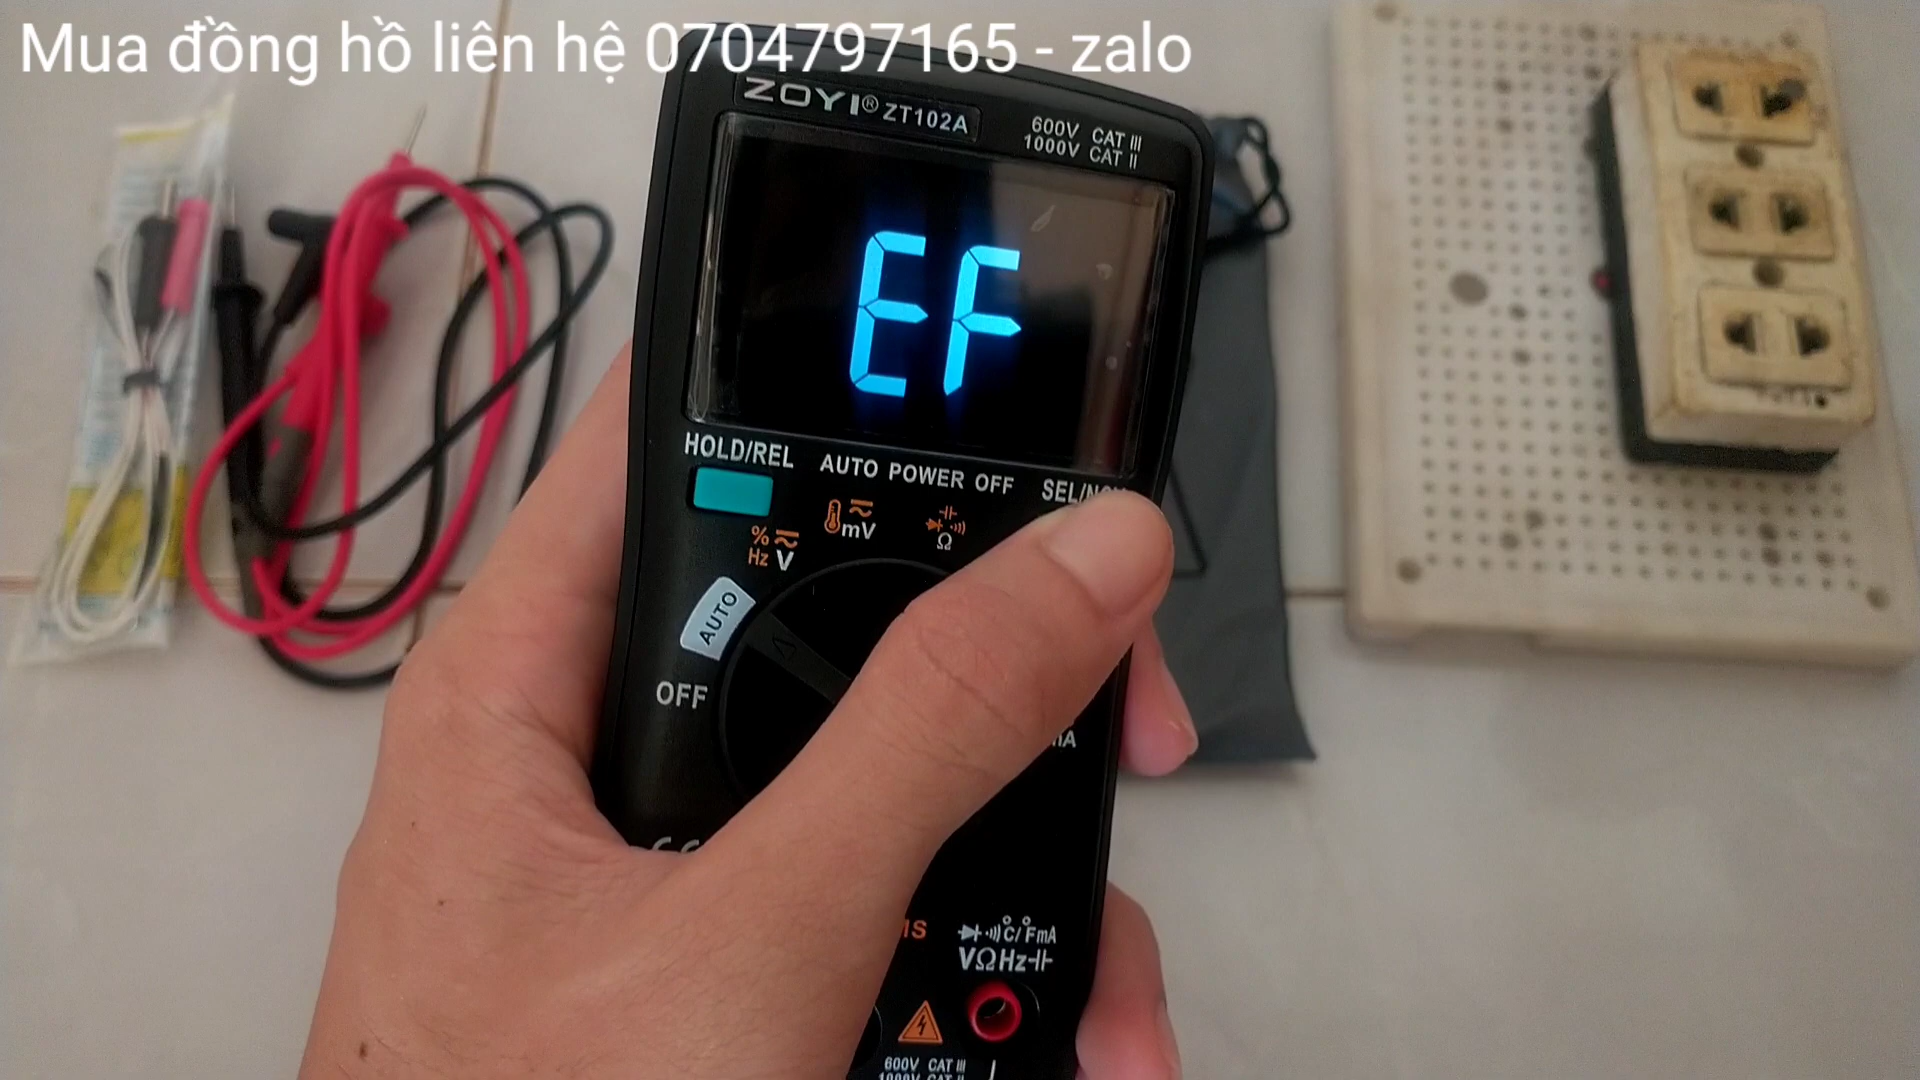 Mua đồng hồ liên hệ 0704797165 - zalo
ZOYI® ZT102A
600V CAT III
1000V CAT II
EF
HOLD/REL
AUTO POWER OFF
% Hz V
mV
Ω
AUTO
OFF
°C/°F mA
VΩHz
600V CAT III